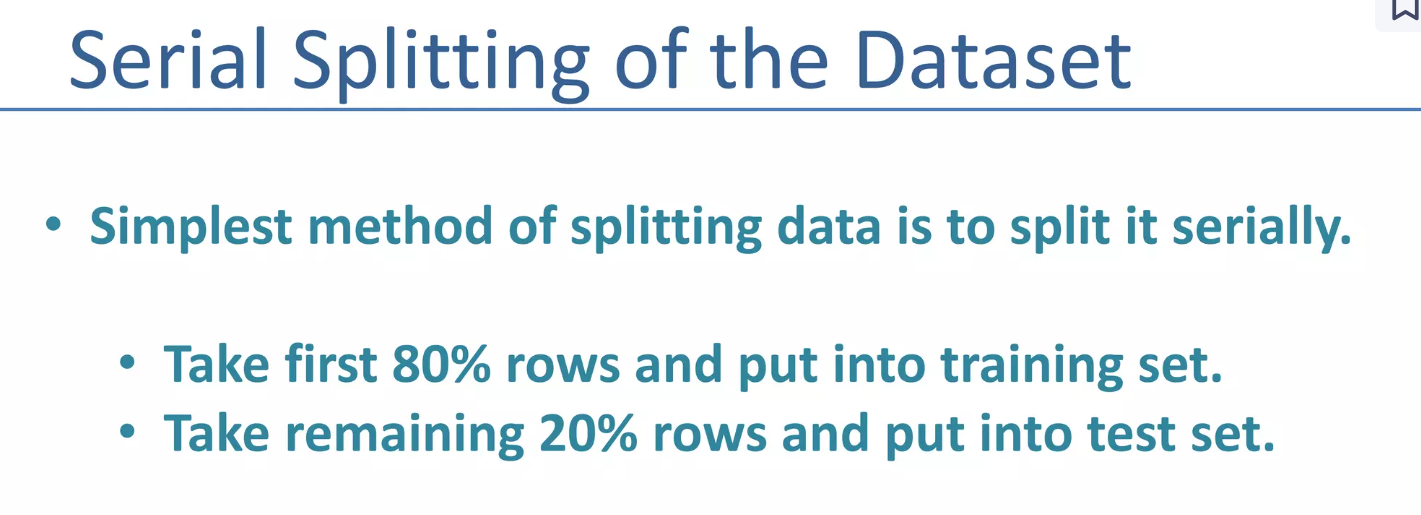 Serial Splitting of the Dataset
• Simplest method of splitting data is to split it serially.
• Take first 80% rows and put into training set.
• Take remaining 20% rows and put into test set.